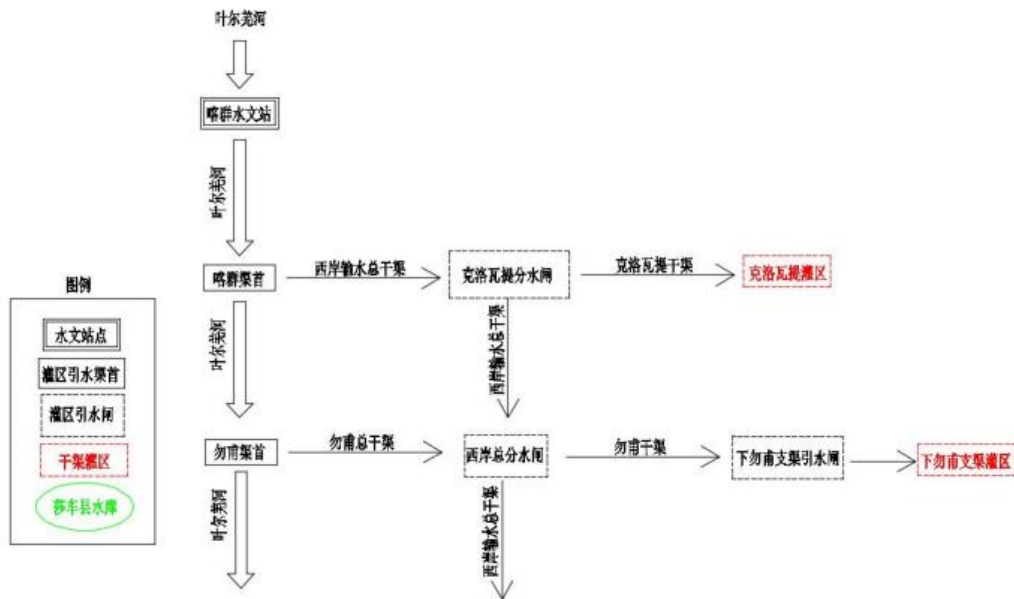 叶尔羌河
喀群水文站
叶尔羌河
喀群渠首
西岸输水总干渠
克洛瓦提分水闸
克洛瓦提干渠
克洛瓦提灌区
图例
水文站点
灌区引水渠首
灌区引水闸
干渠灌区
莎车县水库
叶尔羌河
西岸输水总干渠
勿甫渠首
勿甫总干渠
西岸总分水闸
勿甫干渠
下勿甫支渠引水闸
下勿甫支渠灌区
叶尔羌河
西岸输水总干渠